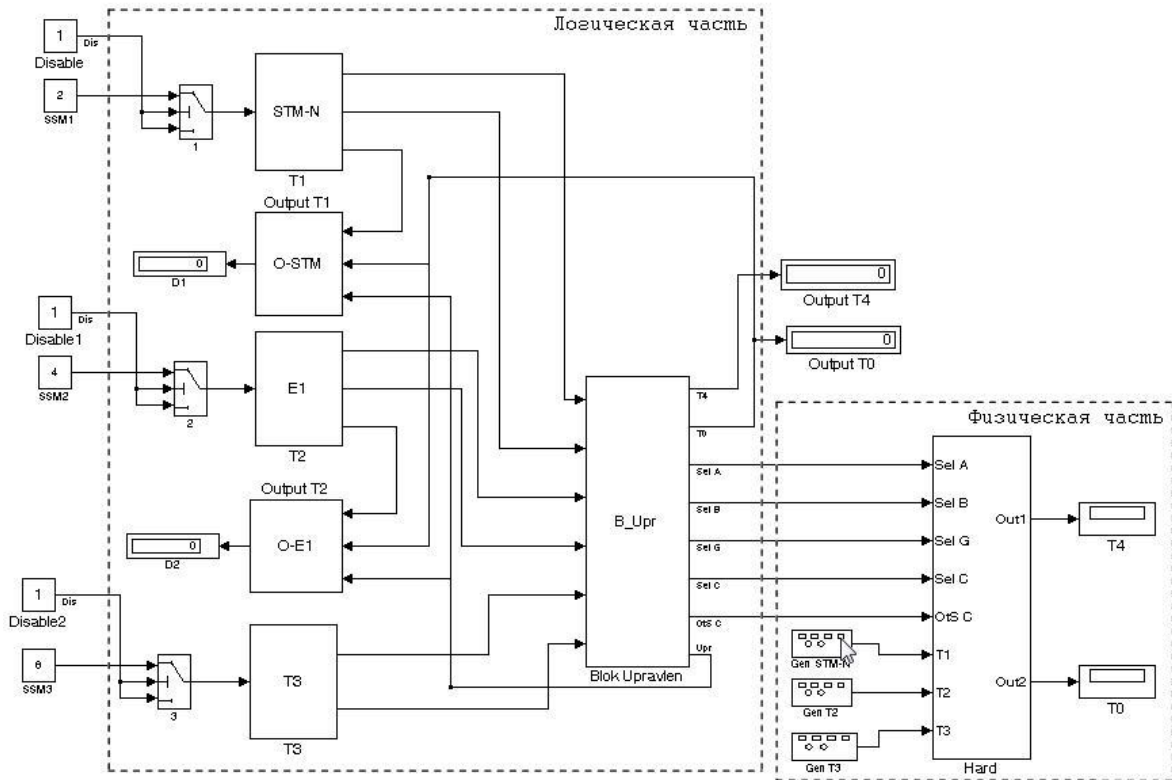 Логическая часть
1
Dis
Disable
2
SSM1
1
STM-N
T1
Output T1
O-STM
0
D1
0
Output T4
0
Output T0
1
Dis
Disable1
4
SSM2
2
E1
T2
Output T2
O-E1
0
D2
1
Dis
Disable2
SSM3
3
T3
T3
B_Upr
Blok Upravlen
T4
T0
Sel A
Sel B
Sel G
Sel C
OtS C
Upr
Физическая часть
Sel A
Sel B
Sel G
Sel C
OtS C
T1
T2
T3
Out1
Out2
Hard
Gen STM-N
Gen T2
Gen T3
T4
T0